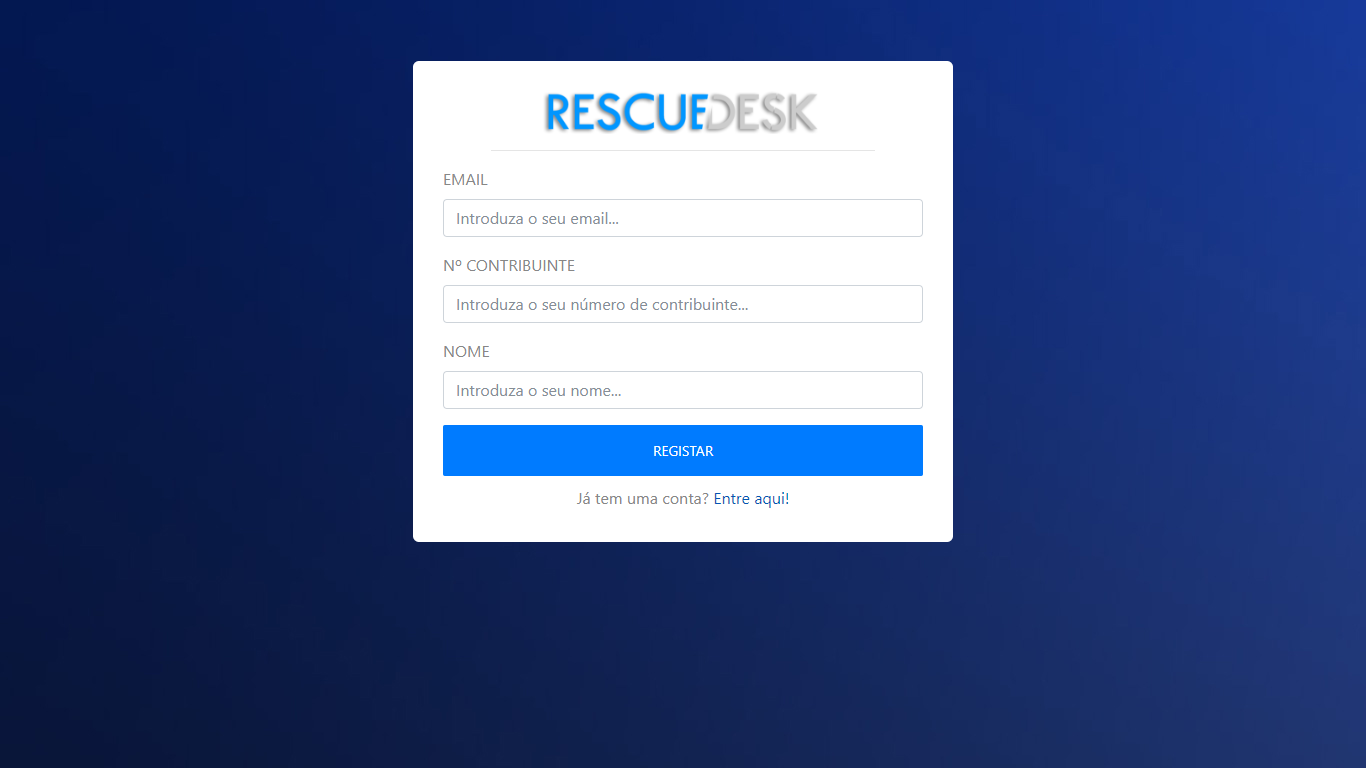 RESCUEDESK
EMAIL
Introduza o seu email...
Nº CONTRIBUINTE
Introduza o seu número de contribuinte...
NOME
Introduza o seu nome...
REGISTAR
Já tem uma conta? Entre aqui!